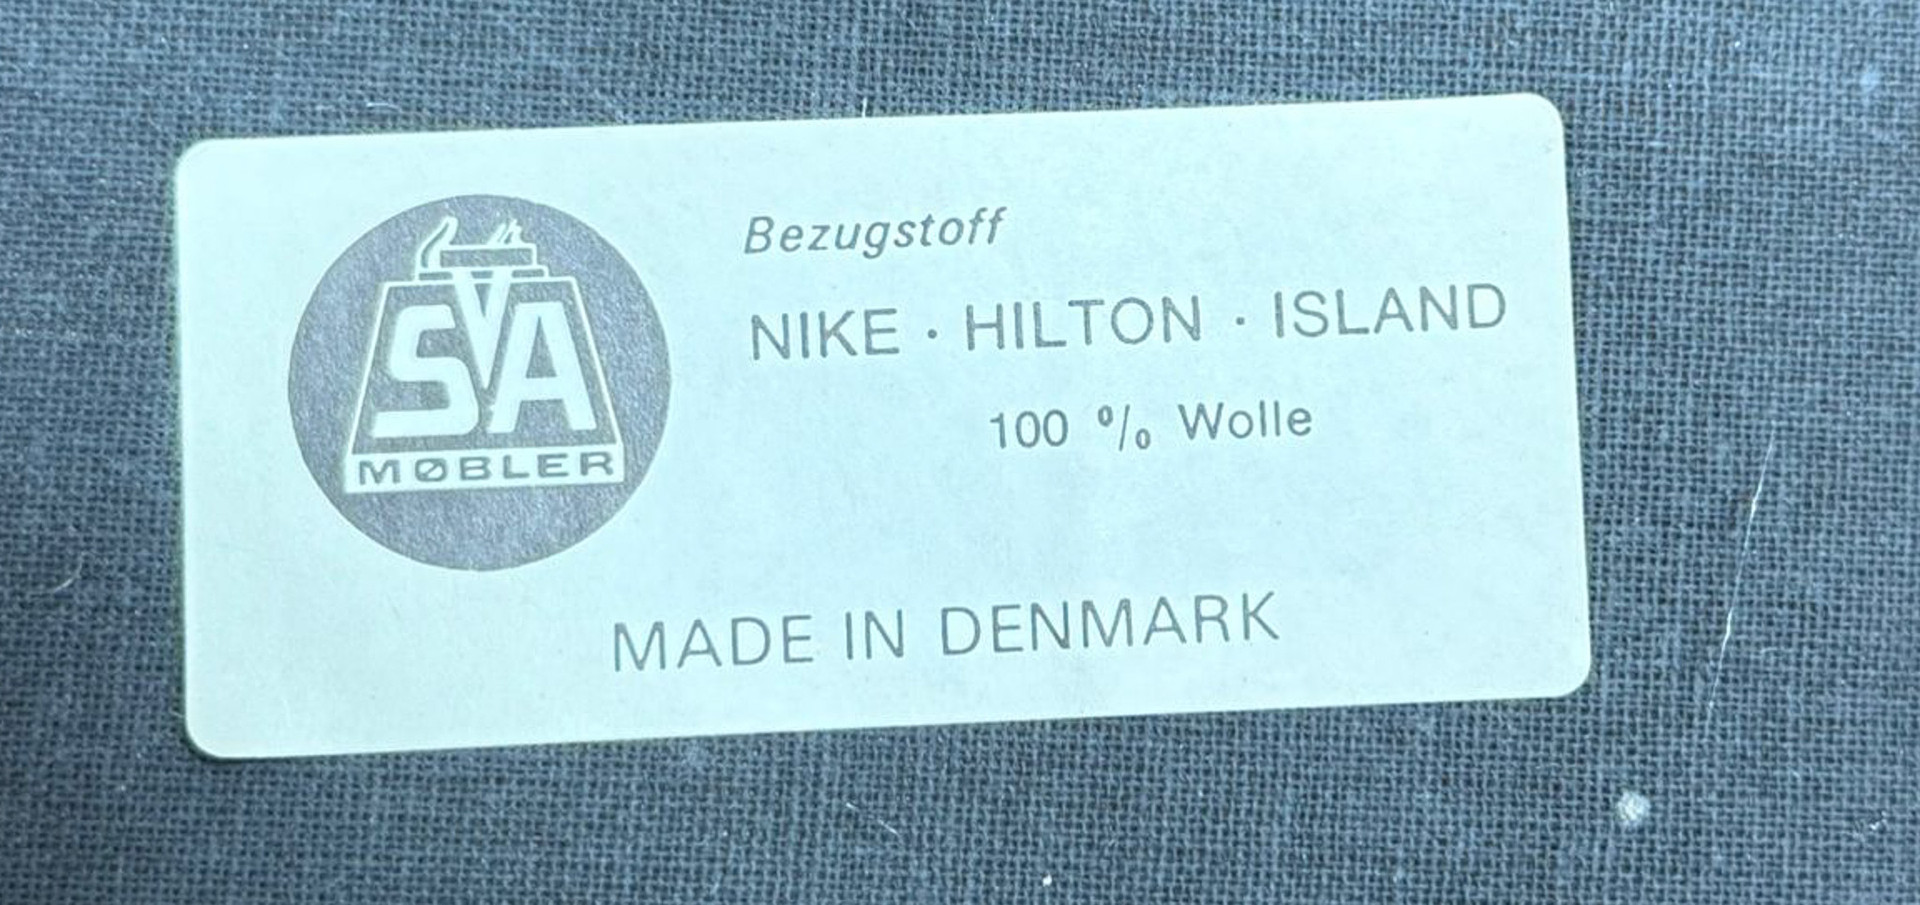 SVA
MØBLER
Bezugstoff
NIKE · HILTON · ISLAND
100 % Wolle
MADE IN DENMARK